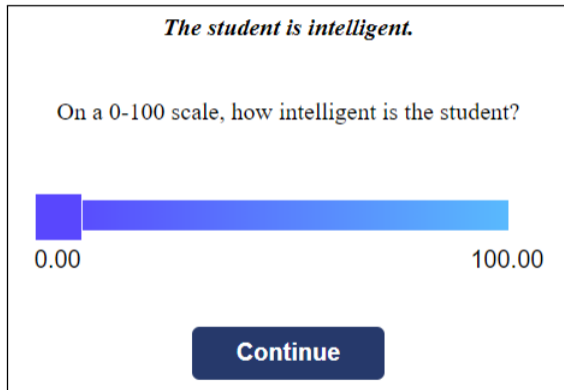 The student is intelligent.
On a 0-100 scale, how intelligent is the student?
0.00 100.00
Continue